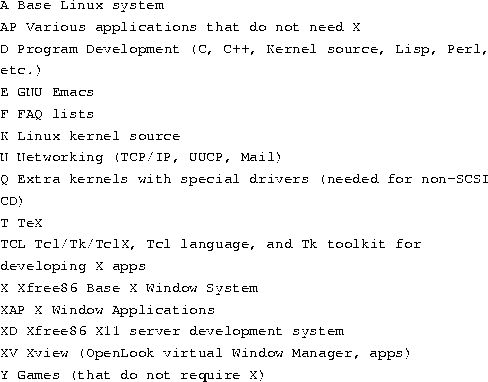 A Base Linux system
AP Various applications that do not need X
D Program Development (C, C++, Kernel source, Lisp, Perl,
etc.)
E GNU Emacs
F FAQ lists
K Linux kernel source
N Networking (TCP/IP, UUCP, Mail)
Q Extra kernels with special drivers (needed for non-SCSI
CD)
T TeX
TCL Tcl/Tk/TclX, Tcl language, and Tk toolkit for
developing X apps
X Xfree86 Base X Window System
XAP X Window Applications
XD Xfree86 X11 server development system
XV Xview (OpenLook virtual Window Manager, apps)
Y Games (that do not require X)